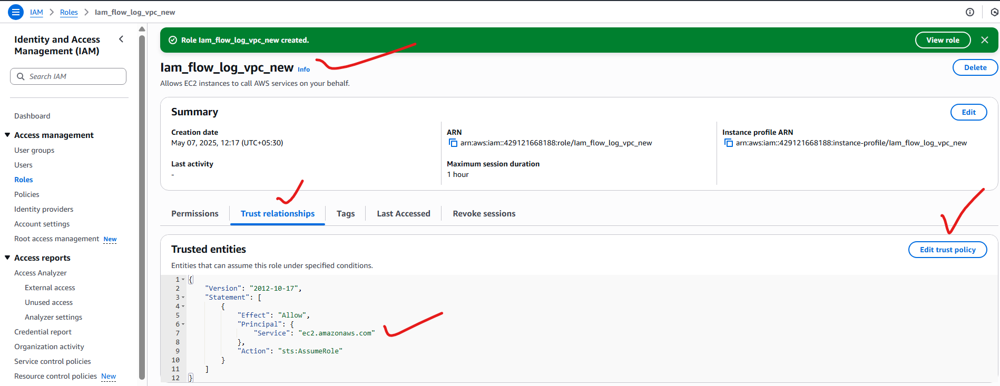 IAM > Roles > Iam_flow_log_vpc_new
Identity and Access
Management (IAM)
Search IAM
Dashboard
Access management
User groups
Users
Roles
Policies
Identity providers
Account settings
Root access management New
Access reports
Access Analyzer
External access
Unused access
Analyzer settings
Credential report
Organization activity
Service control policies
Resource control policies New
Role Iam_flow_log_vpc_new created.
View role
Iam_flow_log_vpc_new Info
Delete
Allows EC2 instances to call AWS services on your behalf.
Summary
Edit
Creation date
May 07, 2025, 12:17 (UTC+05:30)
Last activity
-
ARN
arn:aws:iam::429121668188:role/Iam_flow_log_vpc_new
Maximum session duration
1 hour
Instance profile ARN
arn:aws:iam::429121668188:instance-profile/Iam_flow_log_vpc_new
Permissions Trust relationships Tags Last Accessed Revoke sessions
Trusted entities
Edit trust policy
Entities that can assume this role under specified conditions.
1 {
2 "Version": "2012-10-17",
3 "Statement": [
4 {
5 "Effect": "Allow",
6 "Principal": {
7 "Service": "ec2.amazonaws.com"
8 },
9 "Action": "sts:AssumeRole"
10 }
11 ]
12 }